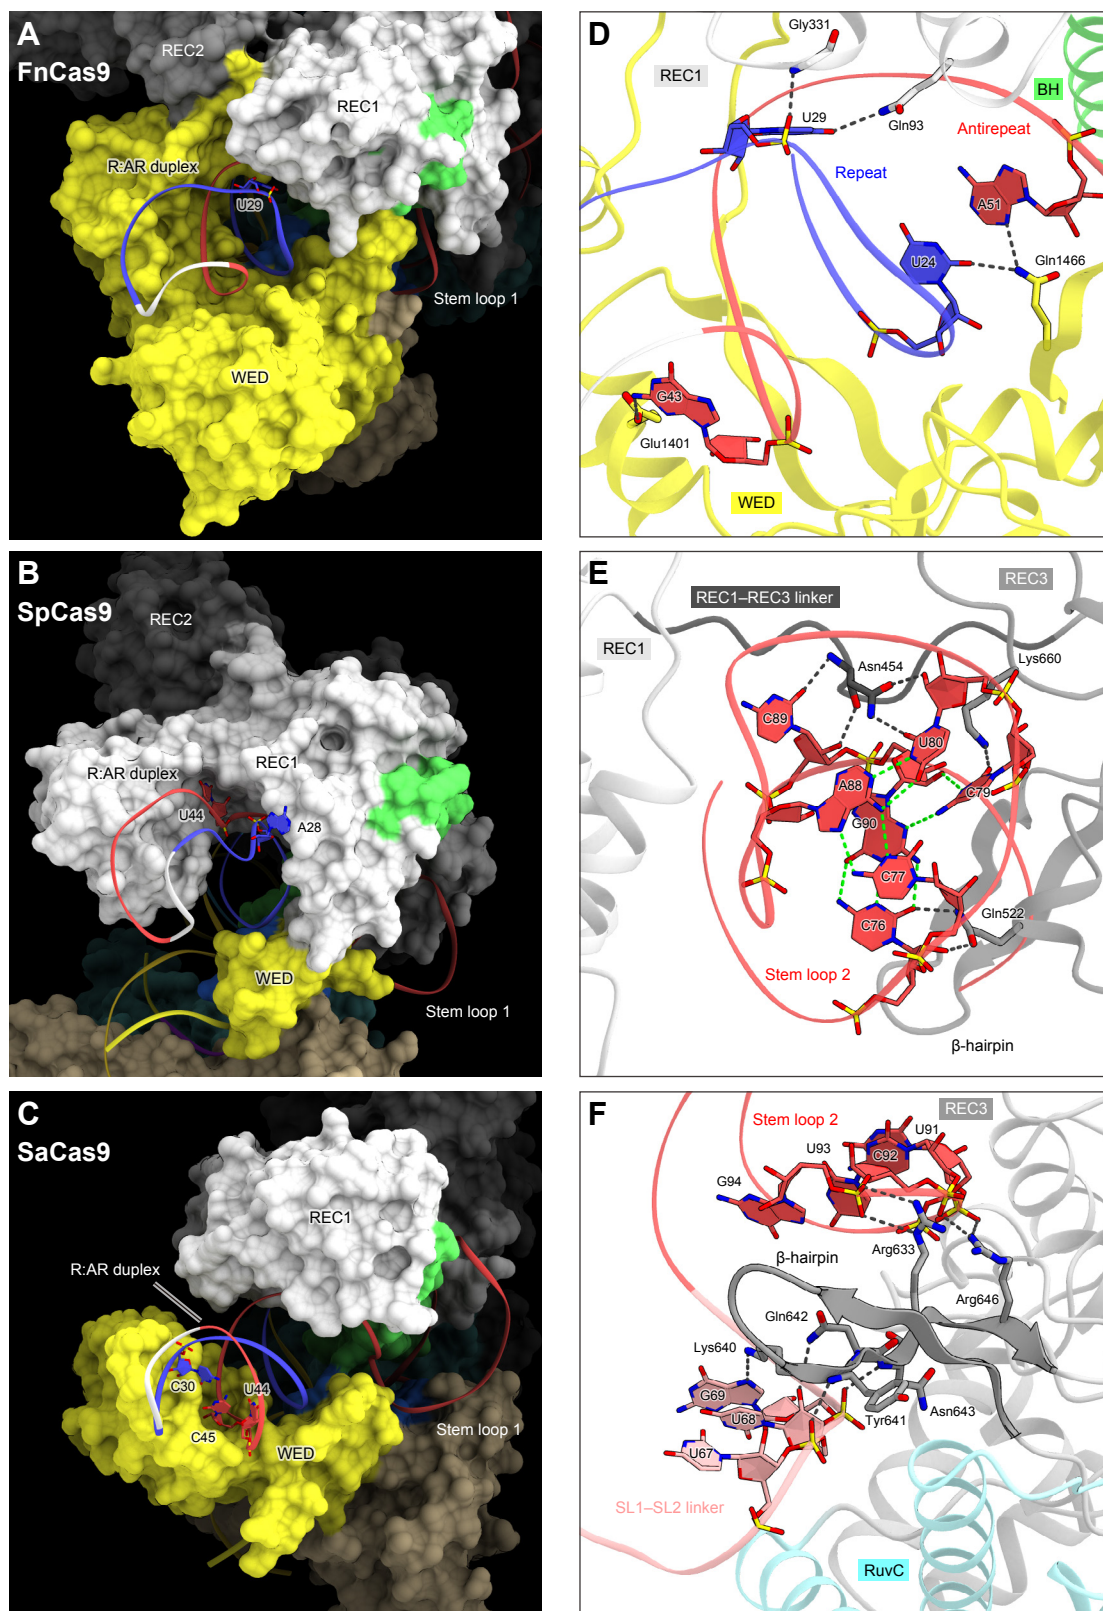 A
FnCas9
REC2
REC1
R:AR duplex
U29
Stem loop 1
WED
B
SpCas9
REC2
REC1
R:AR duplex
U44
A28
WED
Stem loop 1
C
SaCas9
REC1
R:AR duplex
C30
U44
C45
WED
Stem loop 1
D
Gly331
REC1
BH
U29
Gln93
Antirepeat
Repeat
A51
U24
Gln1466
G43
Glu1401
WED
E
REC3
REC1–REC3 linker
REC1
Asn454
Lys660
C89
U80
A88
C79
G90
C77
Gln522
C76
Stem loop 2
β-hairpin
F
REC3
Stem loop 2
U91
U93
C92
G94
Arg633
β-hairpin
Arg646
Gln642
Lys640
G69
U68
Asn643
Tyr641
U67
SL1–SL2 linker
RuvC